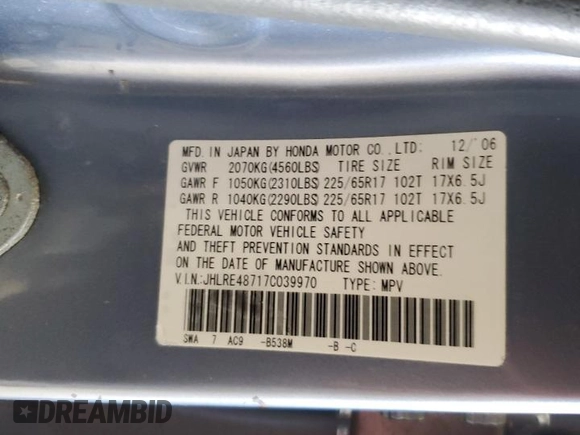 MFD. IN JAPAN BY HONDA MOTOR CO.,LTD: 12/'06
GVWR 2070KG(4560LBS) TIRE SIZE RIM SIZE
GAWR F 1050KG(2310LBS) 225/65R17 102T 17X6.5J
GAWR R 1040KG(2290LBS) 225/65R17 102T 17X6.5J
THIS VEHICLE CONFORMS TO ALL APPLICABLE
FEDERAL MOTOR VEHICLE SAFETY
AND THEFT PREVENTION STANDARDS IN EFFECT
ON THE DATE OF MANUFACTURE SHOWN ABOVE.
V.I.N:JHLRE48717C039970 TYPE: MPV
SWA 7 AC9 -B538M -B -C
DREAMBID